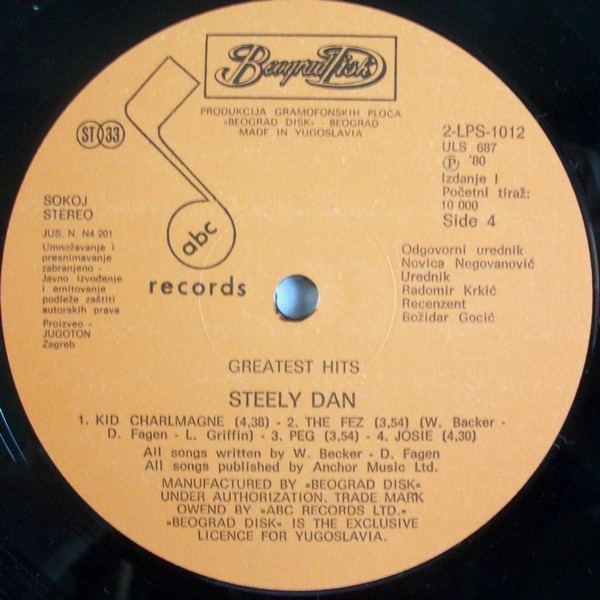 Beograd Disk
PRODUKCIJA GRAMOFONSKIH PLOCA
»BEOGRAD DISK« - BEOGRAD
MADE IN YUGOSLAVIA
ST 33
2-LPS-1012
ULS 687
Ⓟ '80
Izdanje I
Početni tiraž:
10 000
Side 4
SOKOJ
STEREO
JUS. N. N4 201
Umnožavanje i
presnimavanje
zabranjeno -
Javno izvođenje
i emitovanje
podleže zaštiti
autorskih prava
Proizveo -
JUGOTON
Zagreb
abc
records
Odgovorni urednik
Novica Negovanović
Urednik
Radomir Krkić
Recenzent
Božidar Gocić
GREATEST HITS
STEELY DAN
1. KID CHARLMAGNE (4,38) - 2. THE FEZ (3,54) (W. Backer -
D. Fagen - L. Griffin) - 3. PEG (3,54) - 4. JOSIE (4,30)
All songs written by W. Becker - D. Fagen
All songs published by Anchor Music Ltd.
MANUFACTURED BY »BEOGRAD DISK«
UNDER AUTHORIZATION. TRADE MARK
OWEND BY »ABC RECORDS LTD.»
»BEOGRAD DISK« IS THE EXCLUSIVE
LICENCE FOR YUGOSLAVIA.